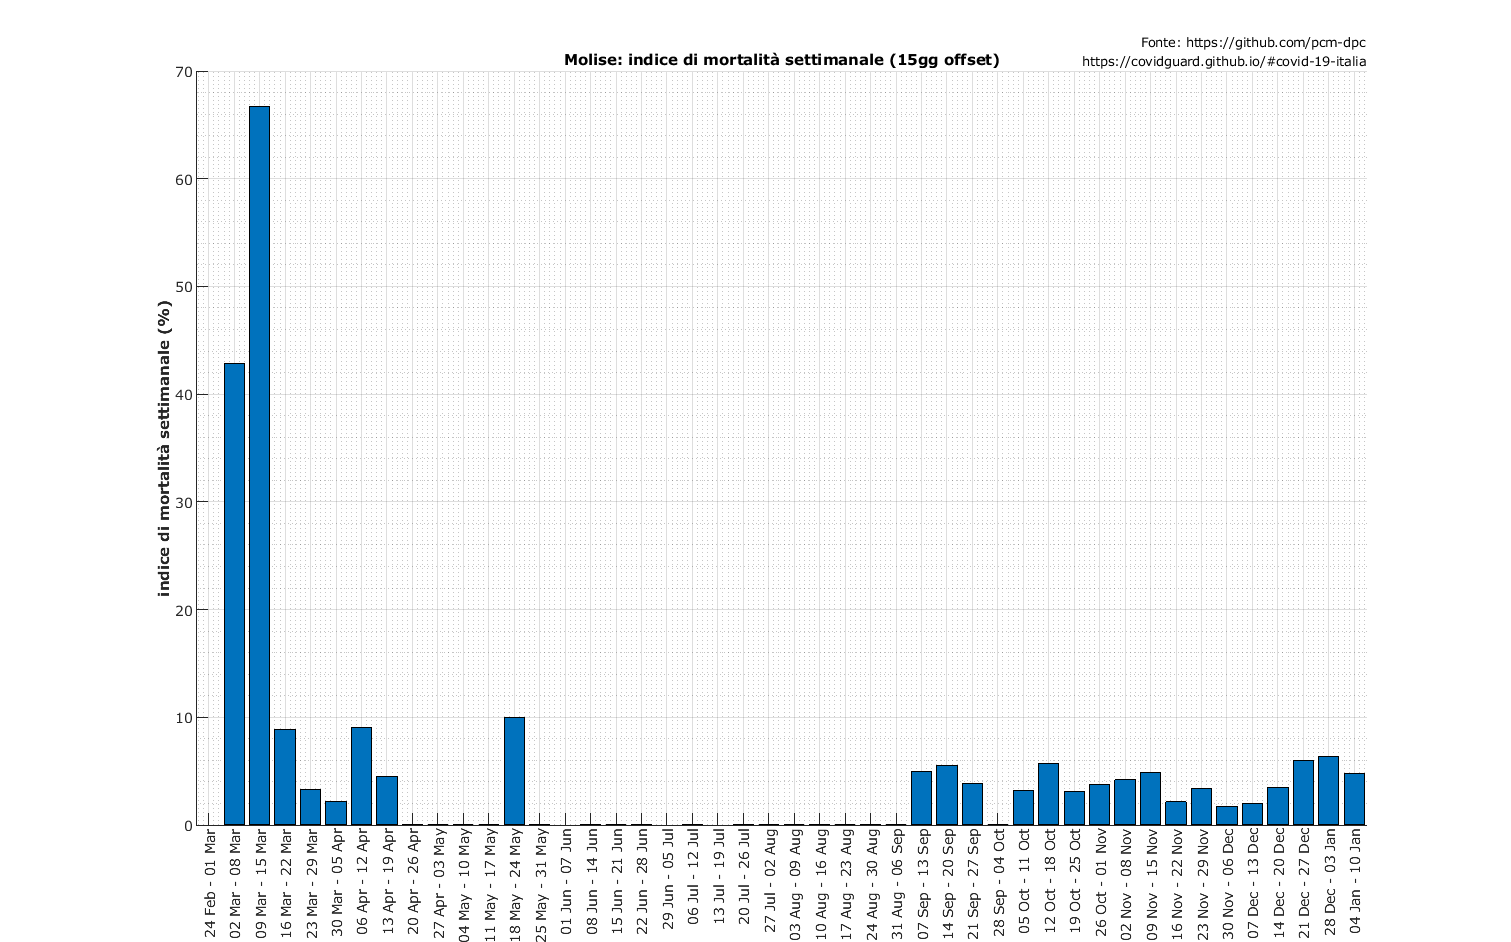 Fonte: https://github.com/pcm-dpc
Molise: indice di mortalità settimanale (15gg offset)
https://covidguard.github.io/#covid-19-italia
indice di mortalità settimanale (%)
70
60
50
40
30
20
10
0
24 Feb - 01 Mar
02 Mar - 08 Mar
09 Mar - 15 Mar
16 Mar - 22 Mar
23 Mar - 29 Mar
30 Mar - 05 Apr
06 Apr - 12 Apr
13 Apr - 19 Apr
20 Apr - 26 Apr
27 Apr - 03 May
04 May - 10 May
11 May - 17 May
18 May - 24 May
25 May - 31 May
01 Jun - 07 Jun
08 Jun - 14 Jun
15 Jun - 21 Jun
22 Jun - 28 Jun
29 Jun - 05 Jul
06 Jul - 12 Jul
13 Jul - 19 Jul
20 Jul - 26 Jul
27 Jul - 02 Aug
03 Aug - 09 Aug
10 Aug - 16 Aug
17 Aug - 23 Aug
24 Aug - 30 Aug
31 Aug - 06 Sep
07 Sep - 13 Sep
14 Sep - 20 Sep
21 Sep - 27 Sep
28 Sep - 04 Oct
05 Oct - 11 Oct
12 Oct - 18 Oct
19 Oct - 25 Oct
26 Oct - 01 Nov
02 Nov - 08 Nov
09 Nov - 15 Nov
16 Nov - 22 Nov
23 Nov - 29 Nov
30 Nov - 06 Dec
07 Dec - 13 Dec
14 Dec - 20 Dec
21 Dec - 27 Dec
28 Dec - 03 Jan
04 Jan - 10 Jan